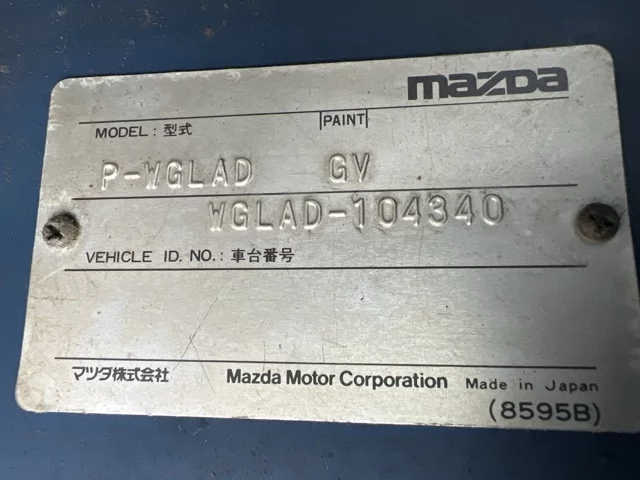 mazda
MODEL : 型式 PAINT
P-WGLAD GV
WGLAD-104340
VEHICLE ID. NO. : 車台番号
マツダ株式会社 Mazda Motor Corporation Made in Japan
(8595B)